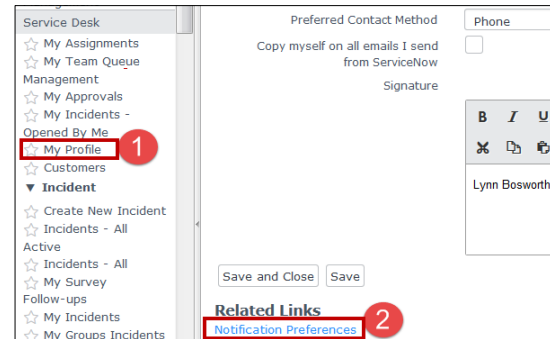 Service Desk
My Assignments
My Team Queue
Management
My Approvals
My Incidents -
Opened By Me
My Profile
1
Customers
Incident
Create New Incident
Incidents - All
Active
Incidents - All
My Survey
Follow-ups
My Incidents
My Groups Incidents
Preferred Contact Method
Phone
Copy myself on all emails I send
from ServiceNow
Signature
B I U
Lynn Bosworth
Save and Close
Save
Related Links
Notification Preferences
2